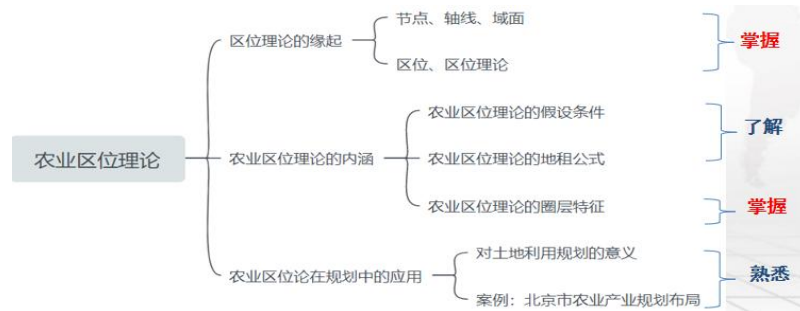 农业区位理论
区位理论的缘起
节点、轴线、域面
区位、区位理论
掌握
农业区位理论的内涵
农业区位理论的假设条件
农业区位理论的地租公式
了解
农业区位理论的圈层特征
掌握
农业区位论在规划中的应用
对土地利用规划的意义
案例：北京市农业产业规划布局
熟悉